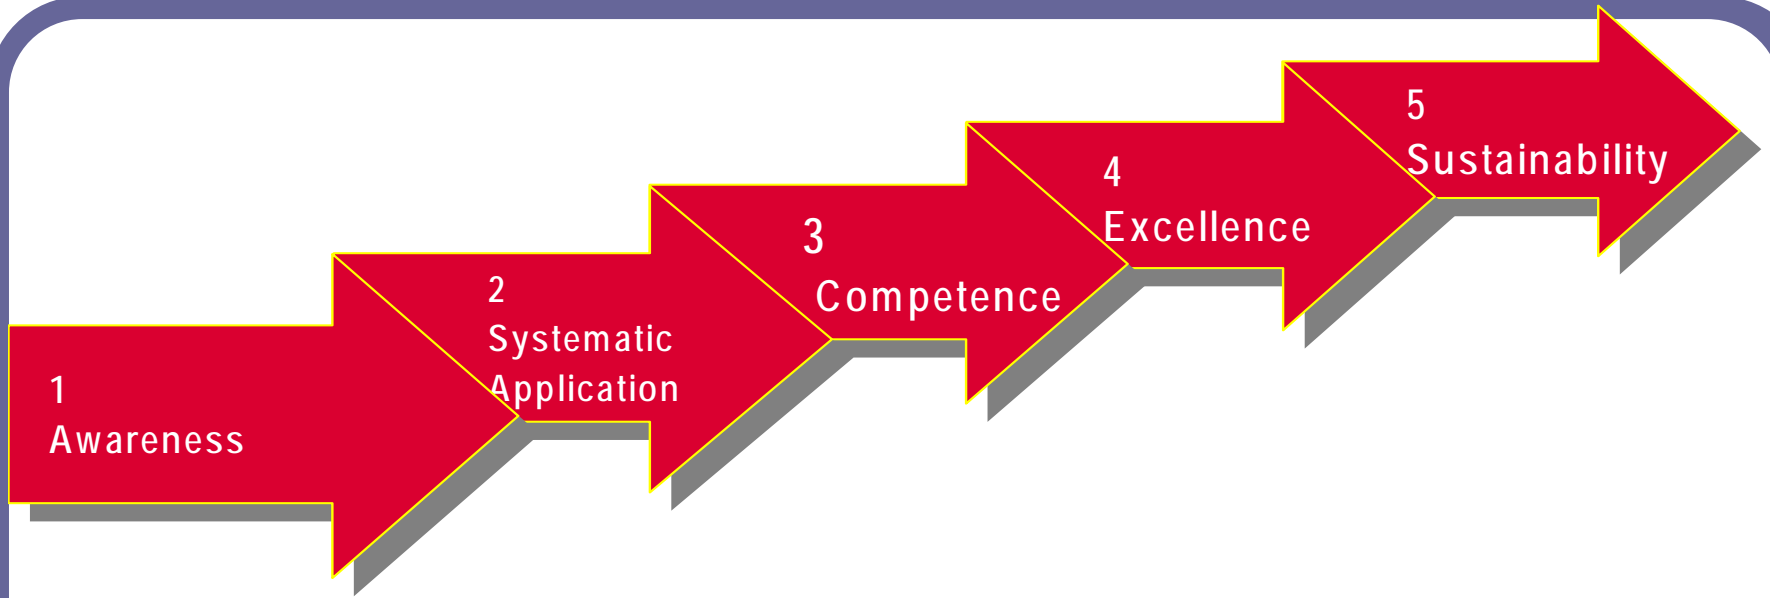 1
Awareness
2
Systematic
Application
3
Competence
4
Excellence
5
Sustainability